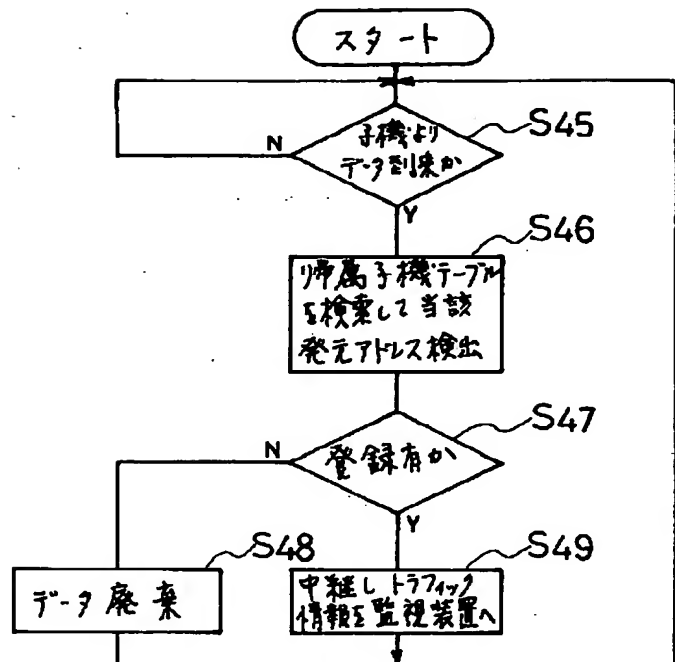 スタート
S45
子機より
データ到来か
N
Y
S46
帰属子機テーブル
を検索して当該
発元アドレス検出
S47
登録有か
N
Y
S48
データ廃棄
S49
中継しトラフィック
情報を監視装置へ